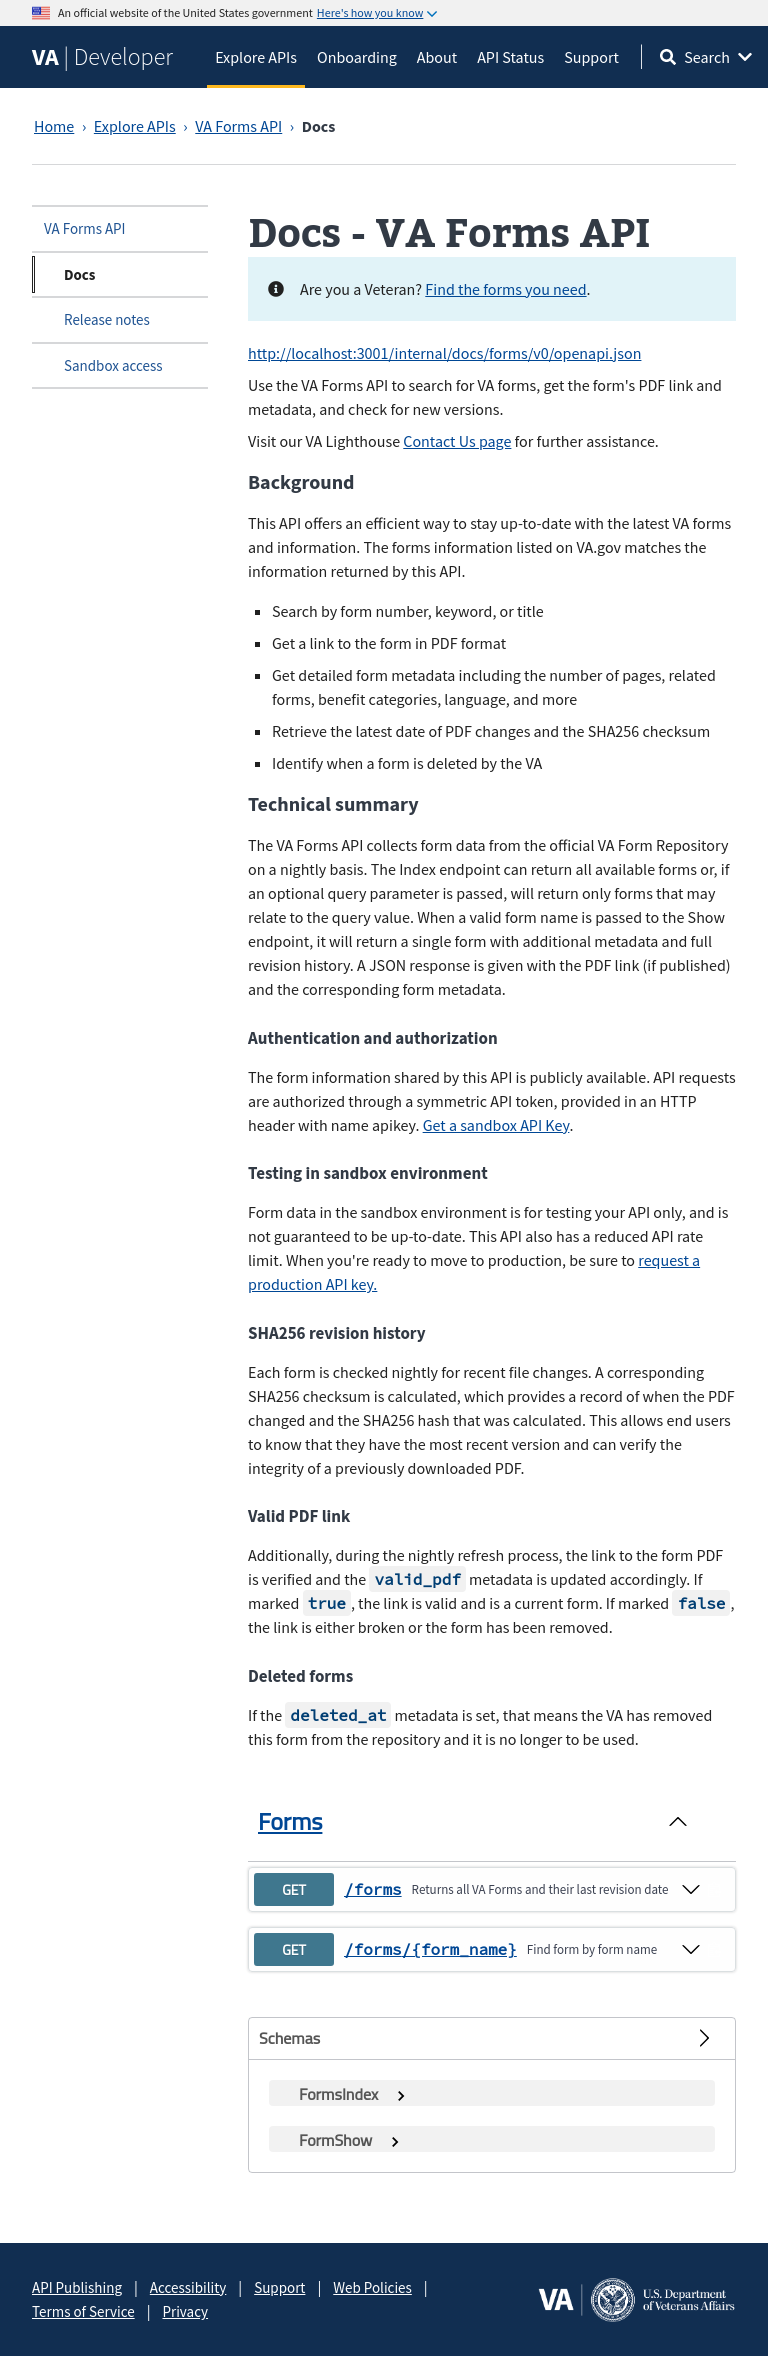 An official website of the United States government Here's how you know
VA | Developer
Explore APIs Onboarding About API Status Support Search
Home › Explore APIs › VA Forms API › Docs
VA Forms API
Docs
Release notes
Sandbox access
Docs - VA Forms API
Are you a Veteran? Find the forms you need.
http://localhost:3001/internal/docs/forms/v0/openapi.json
Use the VA Forms API to search for VA forms, get the form's PDF link and
metadata, and check for new versions.
Visit our VA Lighthouse Contact Us page for further assistance.
Background
This API offers an efficient way to stay up-to-date with the latest VA forms
and information. The forms information listed on VA.gov matches the
information returned by this API.
Search by form number, keyword, or title
Get a link to the form in PDF format
Get detailed form metadata including the number of pages, related
forms, benefit categories, language, and more
Retrieve the latest date of PDF changes and the SHA256 checksum
Identify when a form is deleted by the VA
Technical summary
The VA Forms API collects form data from the official VA Form Repository
on a nightly basis. The Index endpoint can return all available forms or, if
an optional query parameter is passed, will return only forms that may
relate to the query value. When a valid form name is passed to the Show
endpoint, it will return a single form with additional metadata and full
revision history. A JSON response is given with the PDF link (if published)
and the corresponding form metadata.
Authentication and authorization
The form information shared by this API is publicly available. API requests
are authorized through a symmetric API token, provided in an HTTP
header with name apikey. Get a sandbox API Key.
Testing in sandbox environment
Form data in the sandbox environment is for testing your API only, and is
not guaranteed to be up-to-date. This API also has a reduced API rate
limit. When you're ready to move to production, be sure to request a
production API key.
SHA256 revision history
Each form is checked nightly for recent file changes. A corresponding
SHA256 checksum is calculated, which provides a record of when the PDF
changed and the SHA256 hash that was calculated. This allows end users
to know that they have the most recent version and can verify the
integrity of a previously downloaded PDF.
Valid PDF link
Additionally, during the nightly refresh process, the link to the form PDF
is verified and the valid_pdf metadata is updated accordingly. If
marked true, the link is valid and is a current form. If marked false,
the link is either broken or the form has been removed.
Deleted forms
If the deleted_at metadata is set, that means the VA has removed
this form from the repository and it is no longer to be used.
Forms
GET /forms Returns all VA Forms and their last revision date
GET /forms/{form_name} Find form by form name
Schemas
FormsIndex
FormShow
API Publishing | Accessibility | Support | Web Policies |
Terms of Service | Privacy
VA | U.S. Department
of Veterans Affairs